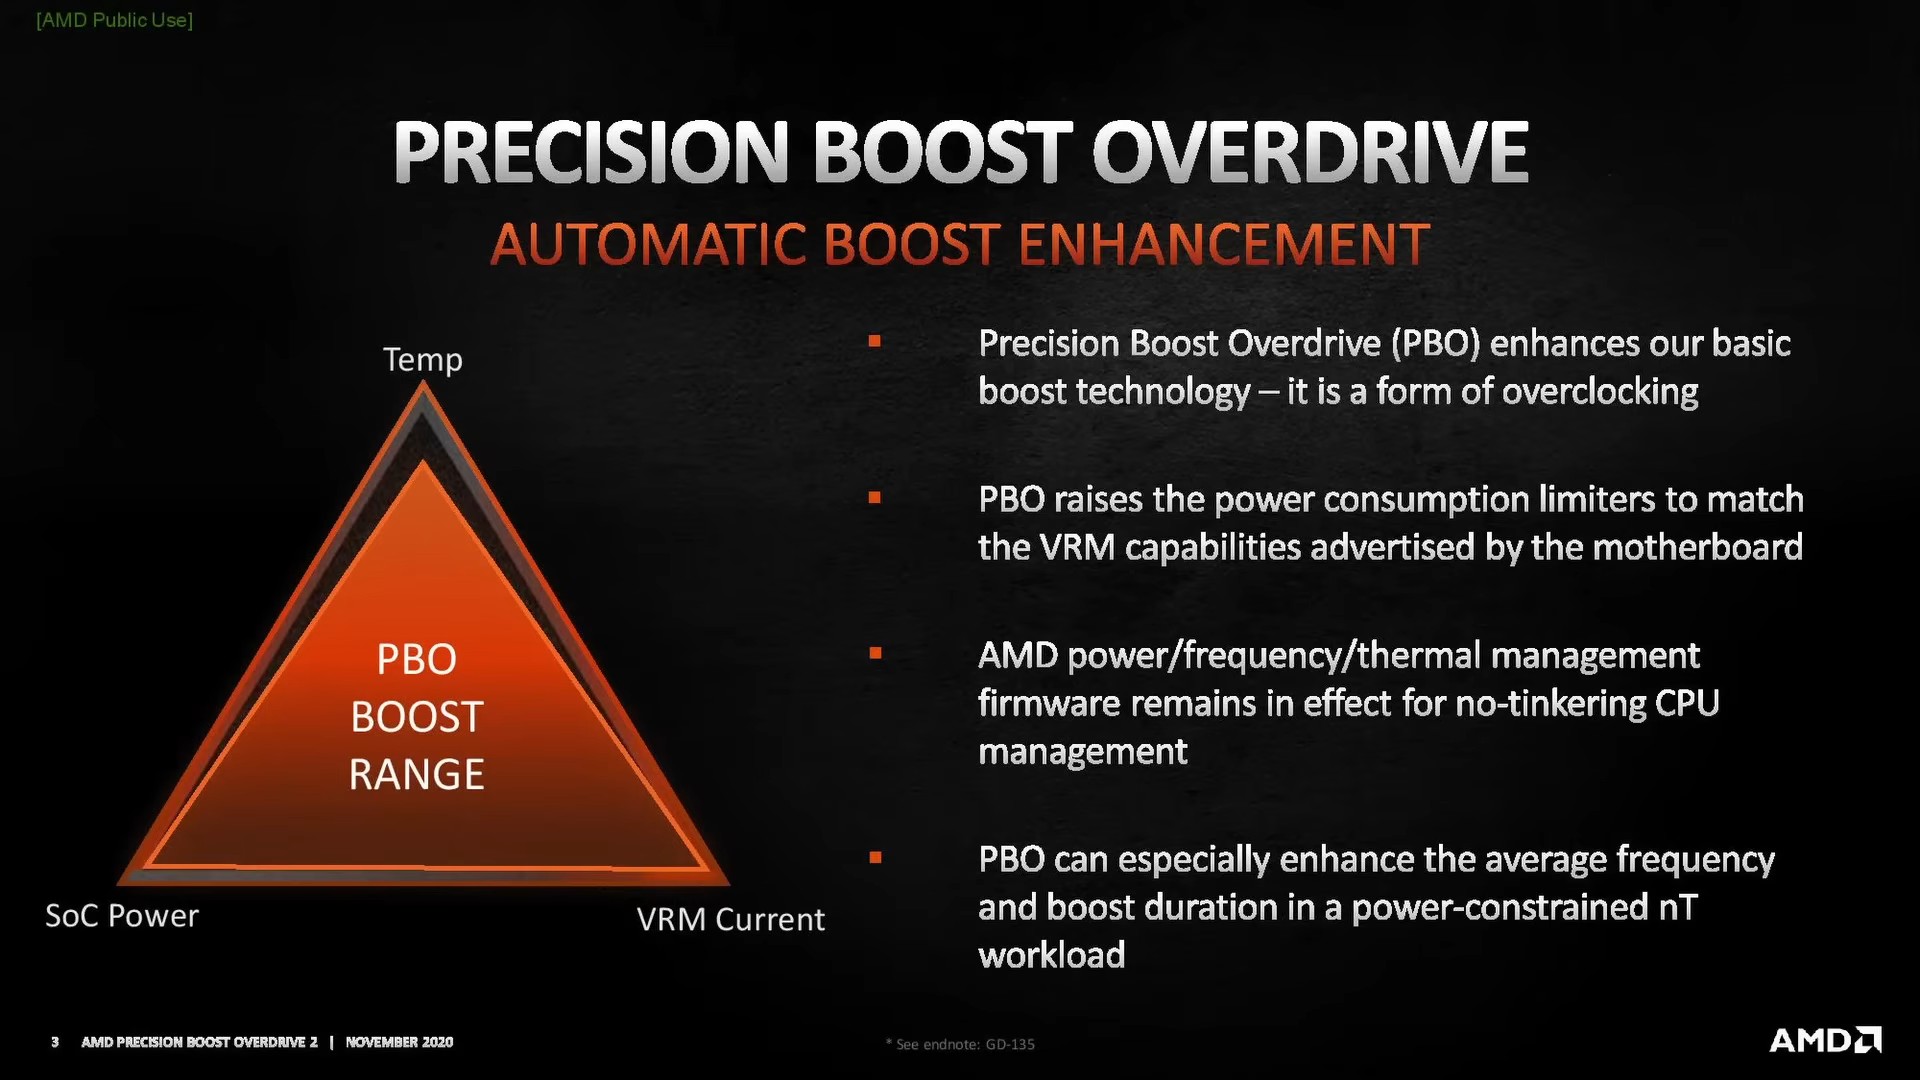 [AMD Public Use]
PRECISION BOOST OVERDRIVE
AUTOMATIC BOOST ENHANCEMENT
Temp
PBO
BOOST
RANGE
SoC Power
VRM Current
Precision Boost Overdrive (PBO) enhances our basic
boost technology – it is a form of overclocking
PBO raises the power consumption limiters to match
the VRM capabilities advertised by the motherboard
AMD power/frequency/thermal management
firmware remains in effect for no-tinkering CPU
management
PBO can especially enhance the average frequency
and boost duration in a power-constrained nT
workload
3 AMD PRECISION BOOST OVERDRIVE 2 | NOVEMBER 2020
* See endnote: GD-135
AMD